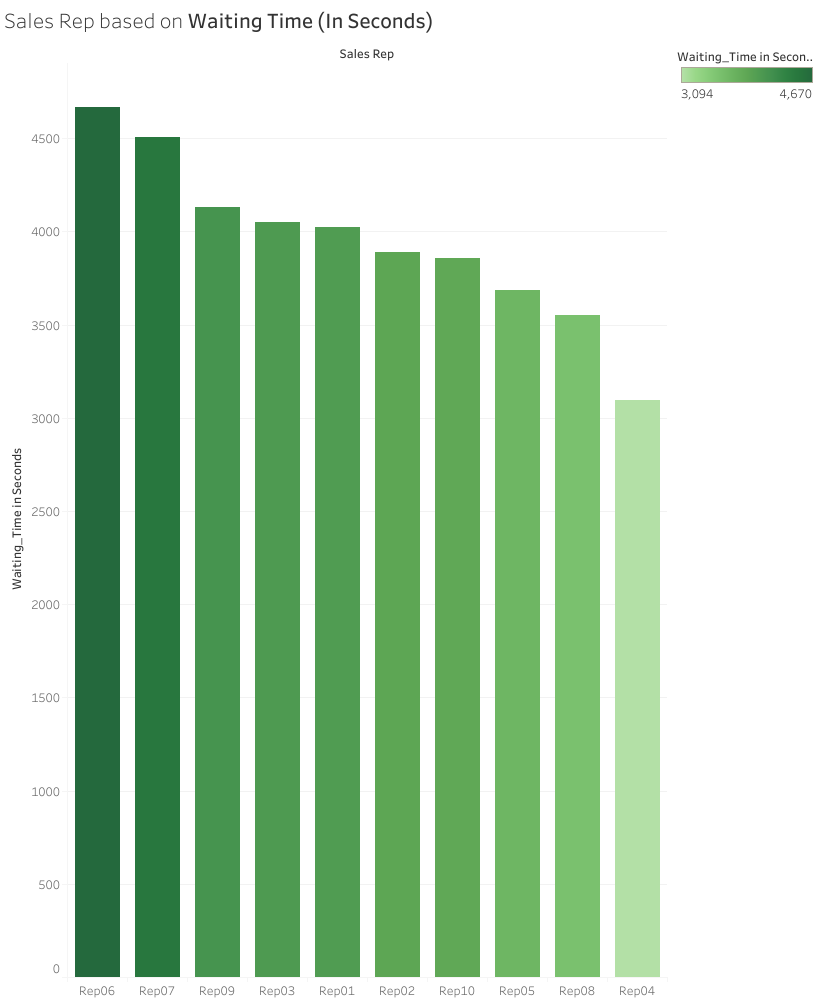 Sales Rep based on Waiting Time (In Seconds)
Sales Rep
Waiting_Time in Secon..
3,094 4,670
Waiting_Time in Seconds
4500
4000
3500
3000
2500
2000
1500
1000
500
0
Rep06 Rep07 Rep09 Rep03 Rep01 Rep02 Rep10 Rep05 Rep08 Rep04